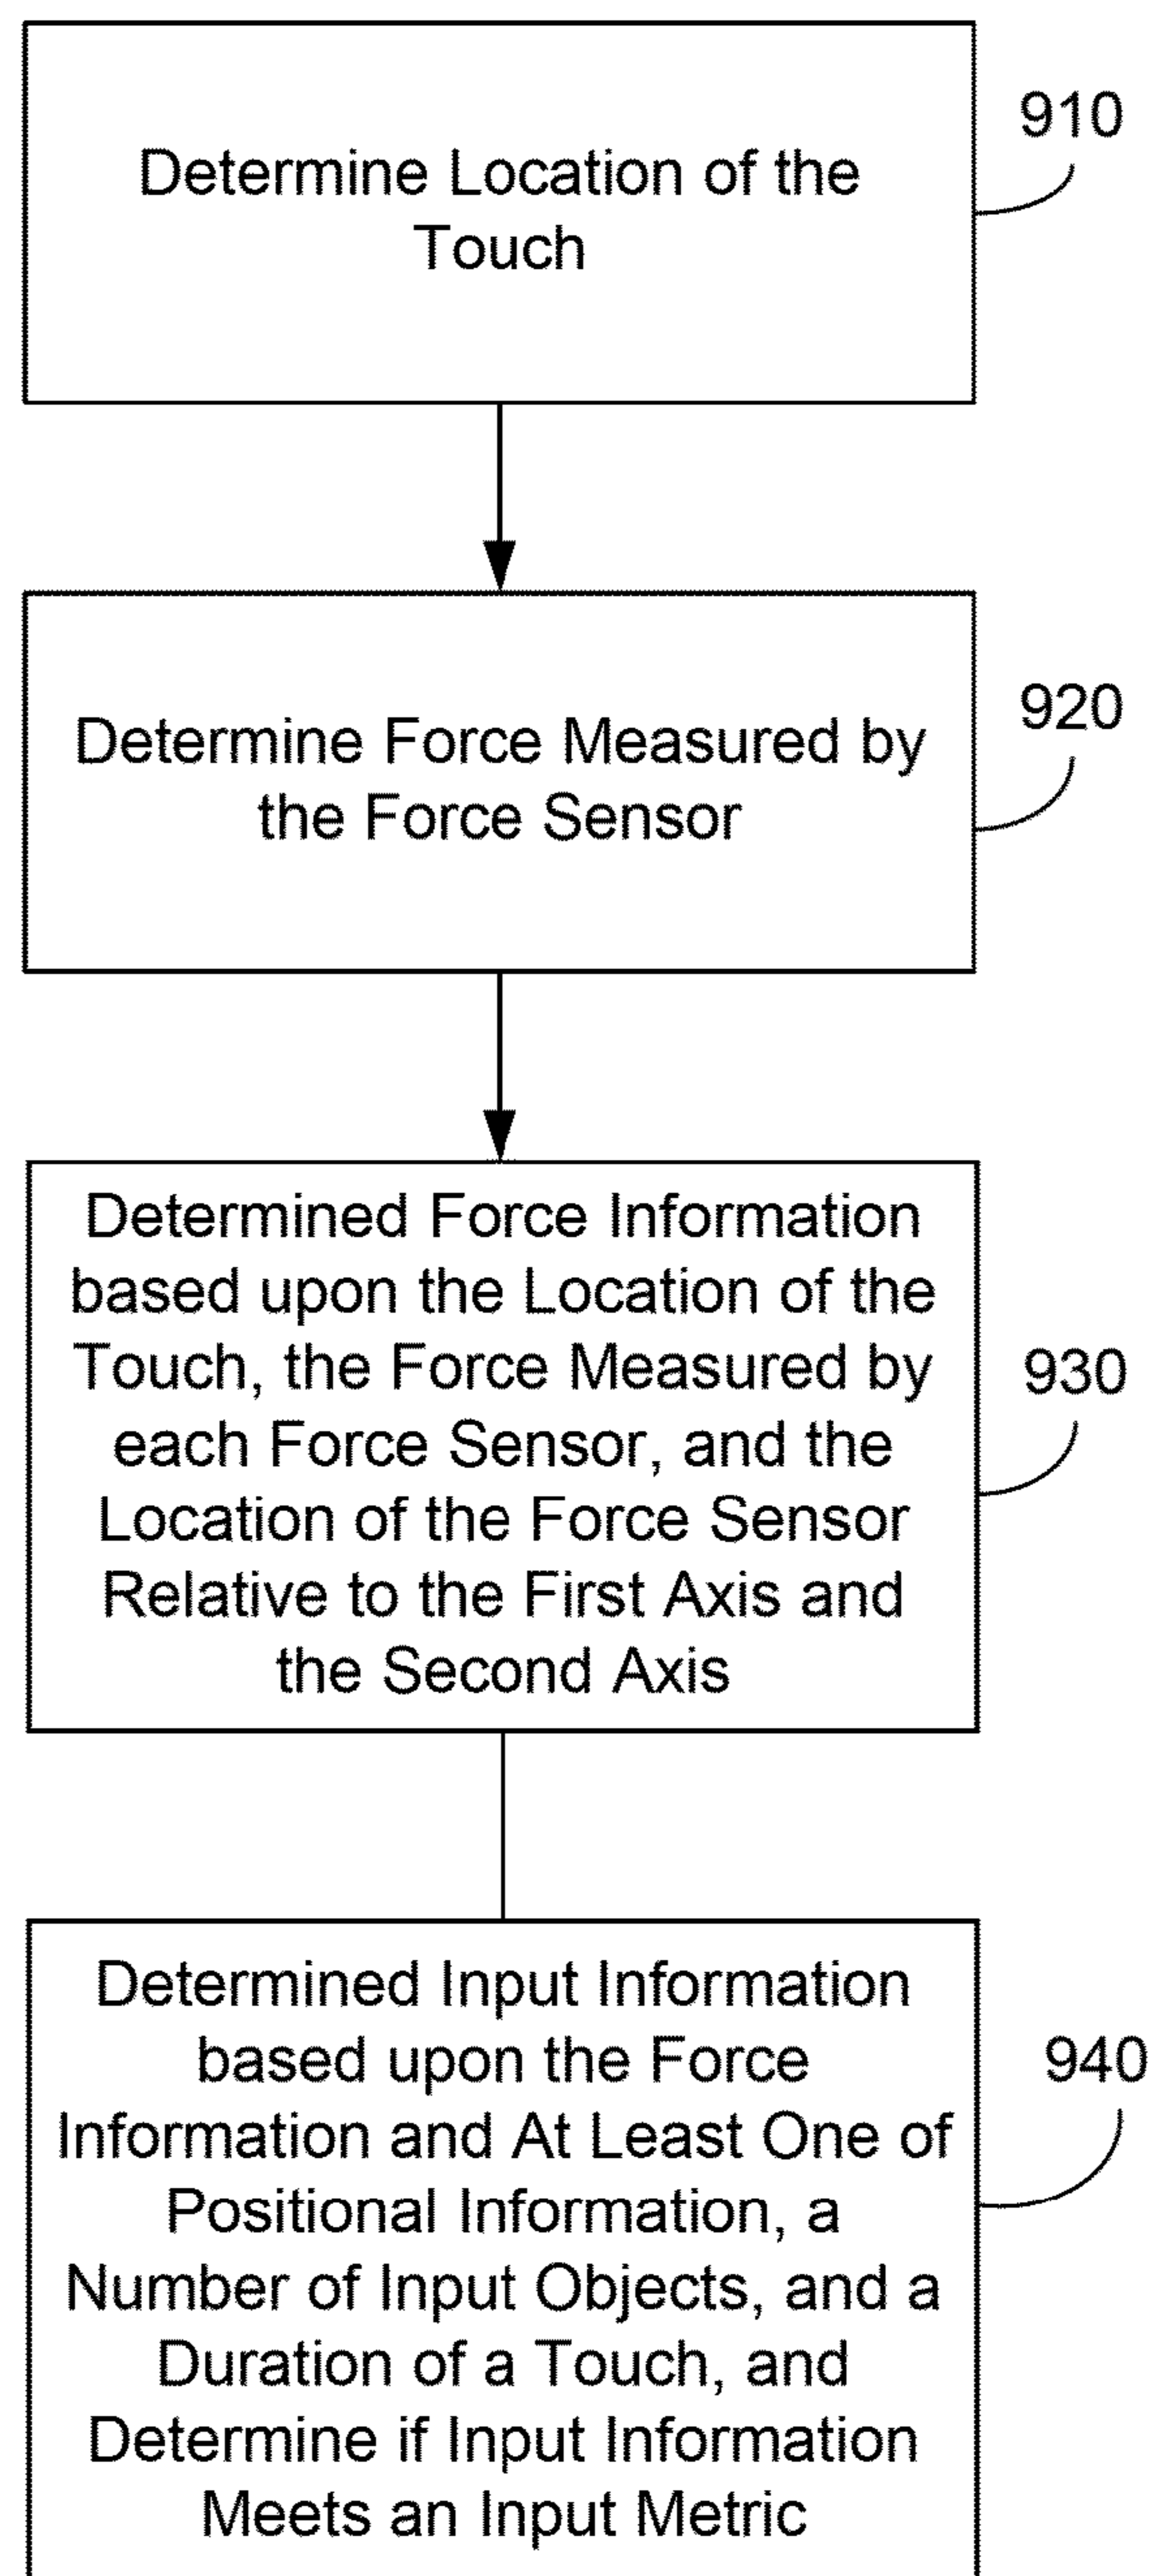 Determine Location of the
Touch
910
Determine Force Measured by
the Force Sensor
920
Determined Force Information
based upon the Location of the
Touch, the Force Measured by
each Force Sensor, and the
Location of the Force Sensor
Relative to the First Axis and
the Second Axis
930
Determined Input Information
based upon the Force
Information and At Least One of
Positional Information, a
Number of Input Objects, and a
Duration of a Touch, and
Determine if Input Information
Meets an Input Metric
940